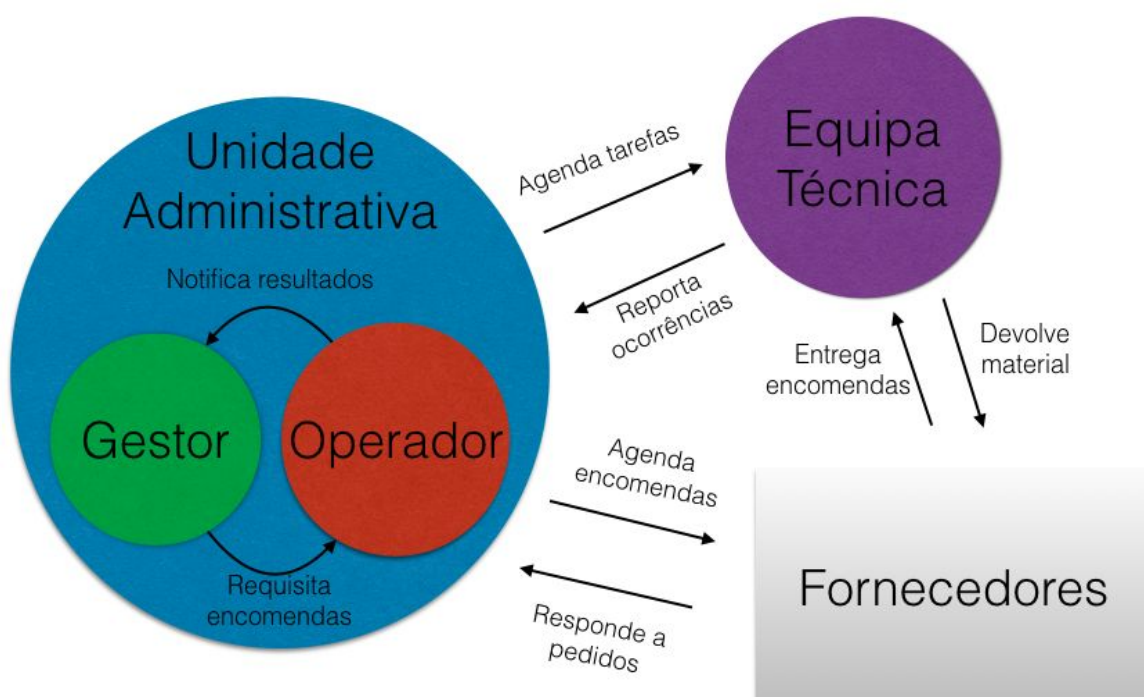 Unidade
Administrativa
Notifica resultados
Gestor
Operador
Requisita
encomendas
Agenda tarefas
Reporta
ocorrências
Equipa
Técnica
Entrega
encomendas
Devolve
material
Agenda
encomendas
Responde a
pedidos
Fornecedores